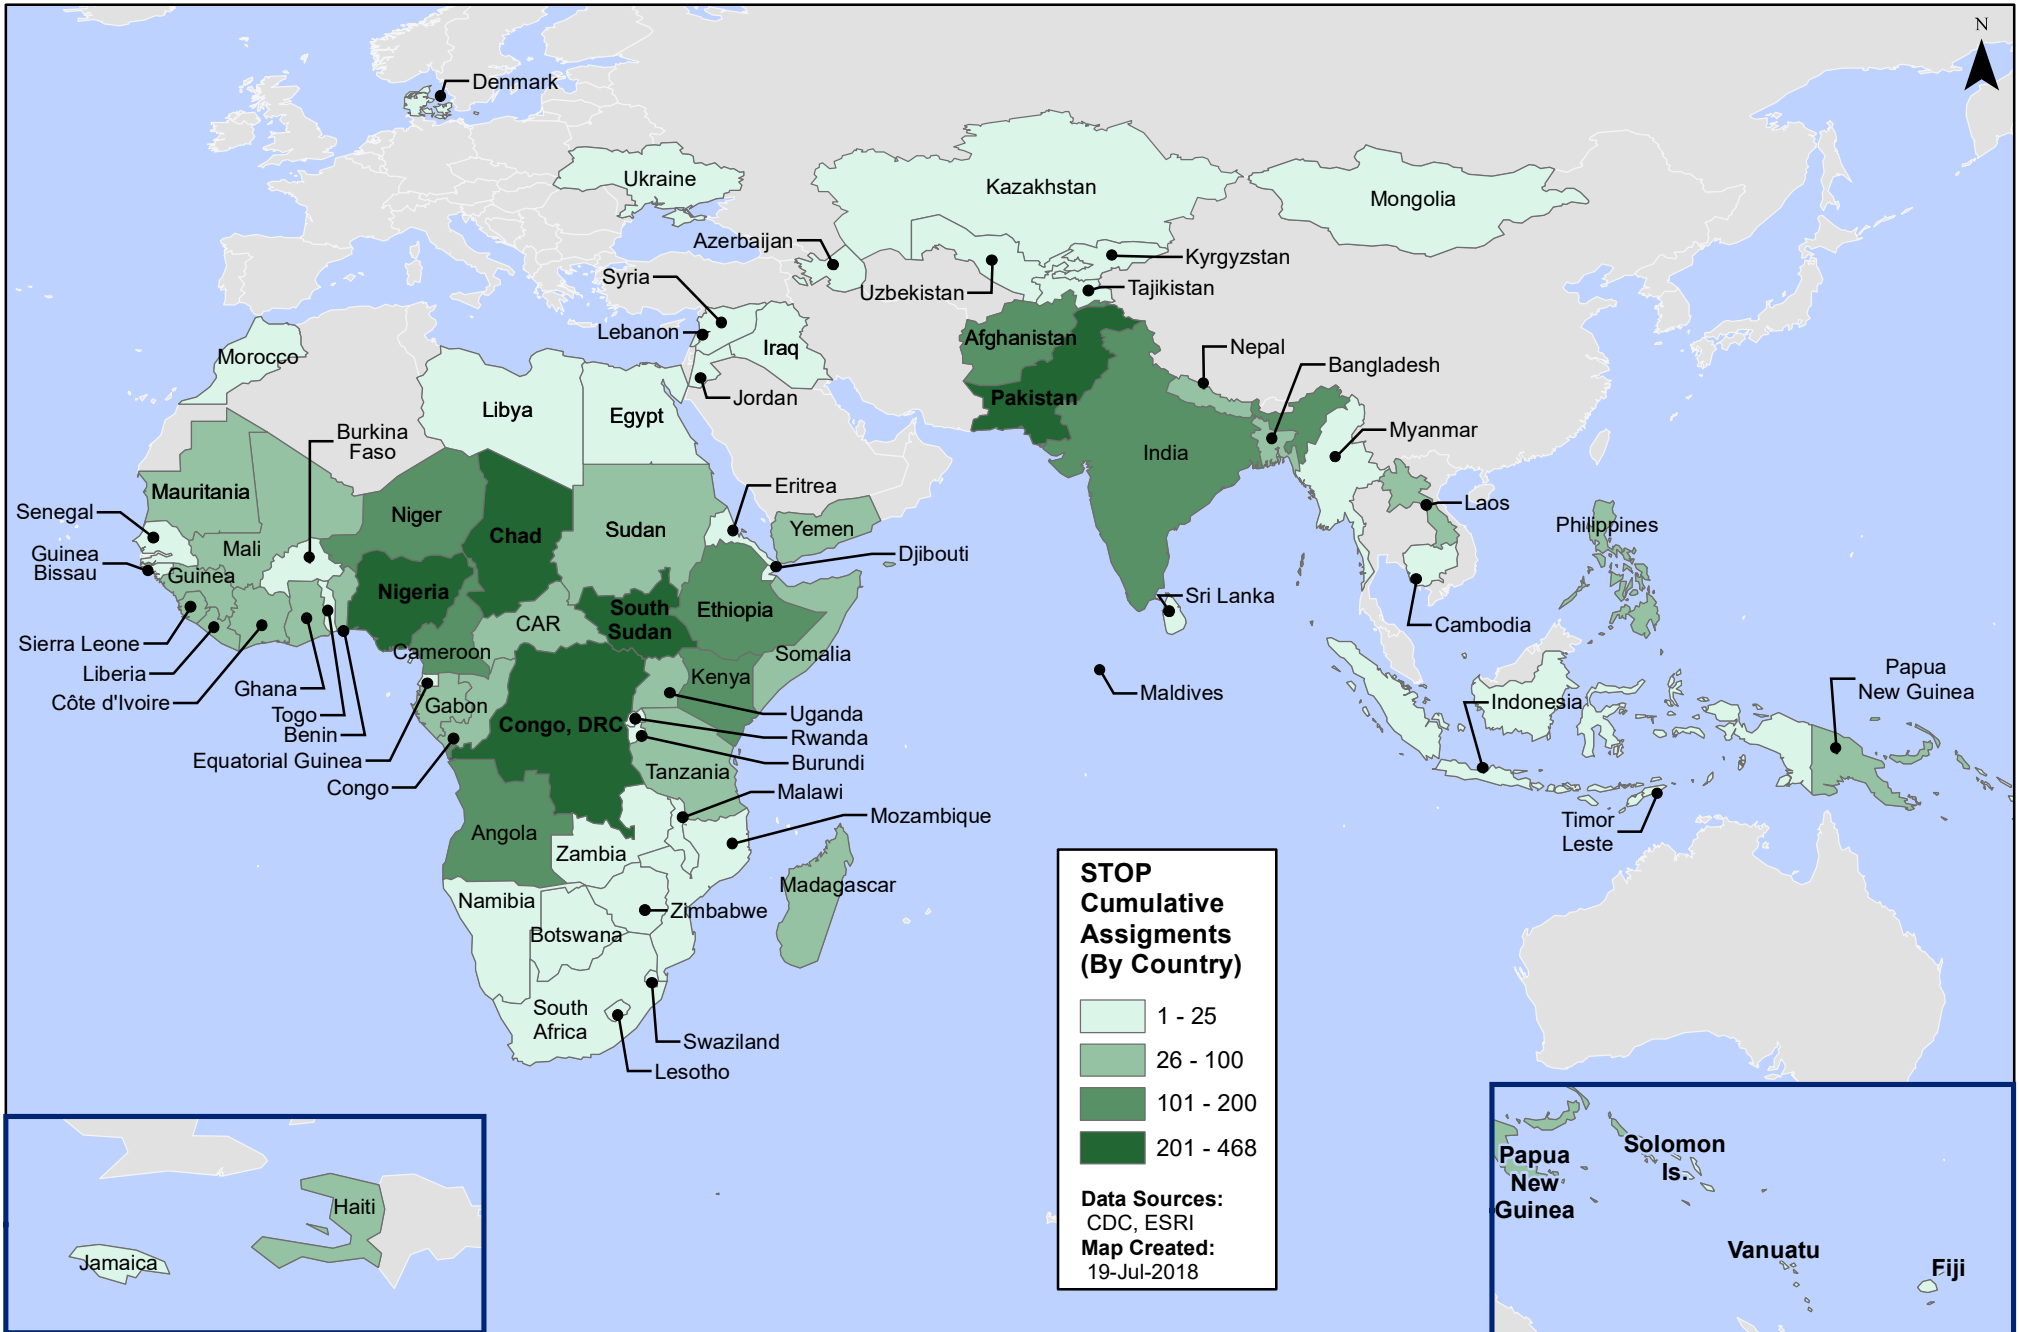 N
Denmark
Ukraine
Kazakhstan
Mongolia
Azerbaijan
Kyrgyzstan
Syria
Uzbekistan
Tajikistan
Lebanon
Afghanistan
Iraq
Morocco
Nepal
Bangladesh
Jordan
Pakistan
Libya
Egypt
Burkina
Faso
Myanmar
India
Mauritania
Eritrea
Laos
Senegal
Niger
Philippines
Sudan
Yemen
Chad
Mali
Djibouti
Guinea
Bissau
Guinea
Nigeria
Sri Lanka
South
Sudan
Ethiopia
CAR
Cambodia
Sierra Leone
Cameroon
Somalia
Liberia
Kenya
Papua
New Guinea
Maldives
Ghana
Côte d'Ivoire
Gabon
Indonesia
Togo
Uganda
Congo, DRC
Benin
Rwanda
Equatorial Guinea
Burundi
Tanzania
Congo
Malawi
Mozambique
Timor
Leste
Angola
Zambia
Madagascar
Namibia
Zimbabwe
Botswana
South
Africa
Swaziland
Lesotho
STOP
Cumulative
Assigments
(By Country)
1 - 25
26 - 100
101 - 200
201 - 468
Data Sources:
CDC, ESRI
Map Created:
19-Jul-2018
Haiti
Jamaica
Papua
New
Guinea
Solomon
Is.
Vanuatu
Fiji